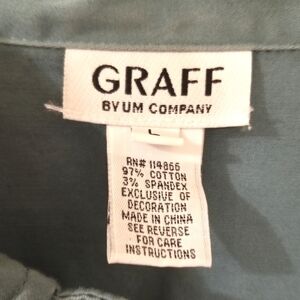 GRAFF
BY UM COMPANY
L
RN# 114866
97% COTTON
3% SPANDEX
EXCLUSIVE OF
DECORATION
MADE IN CHINA
SEE REVERSE
FOR CARE
INSTRUCTIONS